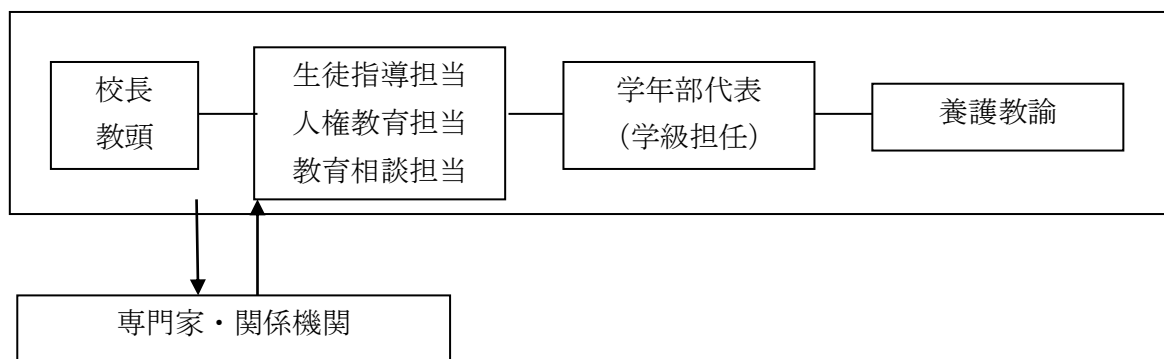 校長
教頭
生徒指導担当
人権教育担当
教育相談担当
学年部代表
（学級担任）
養護教諭
専門家・関係機関